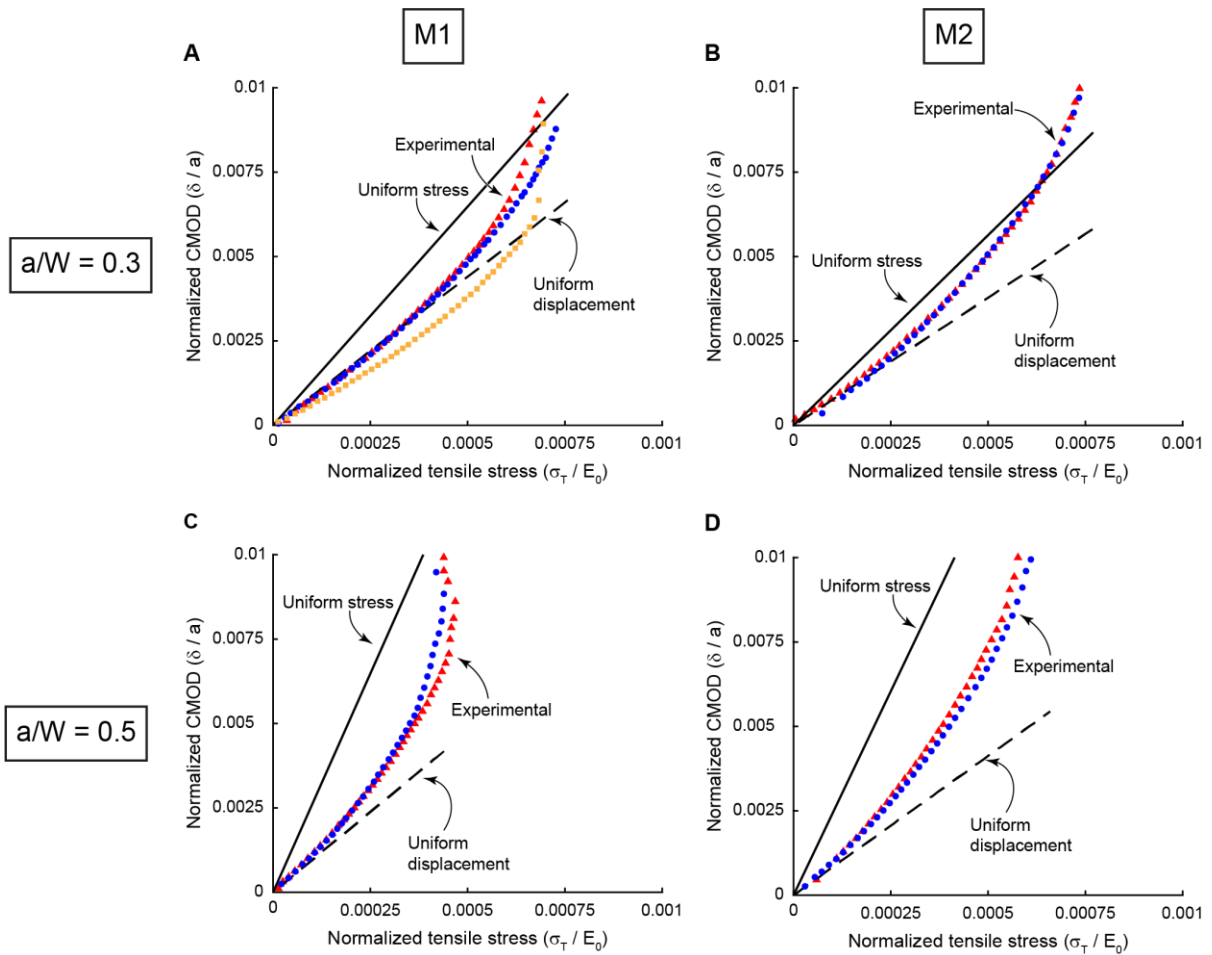 M1
M2
A
B
0.01
0.0075
0.005
0.0025
0
Normalized CMOD (δ / a)
Experimental
Uniform stress
Uniform
displacement
0
0.00025
0.0005
0.00075
0.001
Normalized tensile stress (σT / E0)
0.01
0.0075
0.005
0.0025
0
Normalized CMOD (δ / a)
Experimental
Uniform stress
Uniform
displacement
0
0.00025
0.0005
0.00075
0.001
Normalized tensile stress (σT / E0)
a/W = 0.3
C
D
0.01
0.0075
0.005
0.0025
0
Normalized CMOD (δ / a)
Uniform stress
Experimental
Uniform
displacement
0
0.00025
0.0005
0.00075
0.001
Normalized tensile stress (σT / E0)
0.01
0.0075
0.005
0.0025
0
Normalized CMOD (δ / a)
Uniform stress
Experimental
Uniform
displacement
0
0.00025
0.0005
0.00075
0.001
Normalized tensile stress (σT / E0)
a/W = 0.5